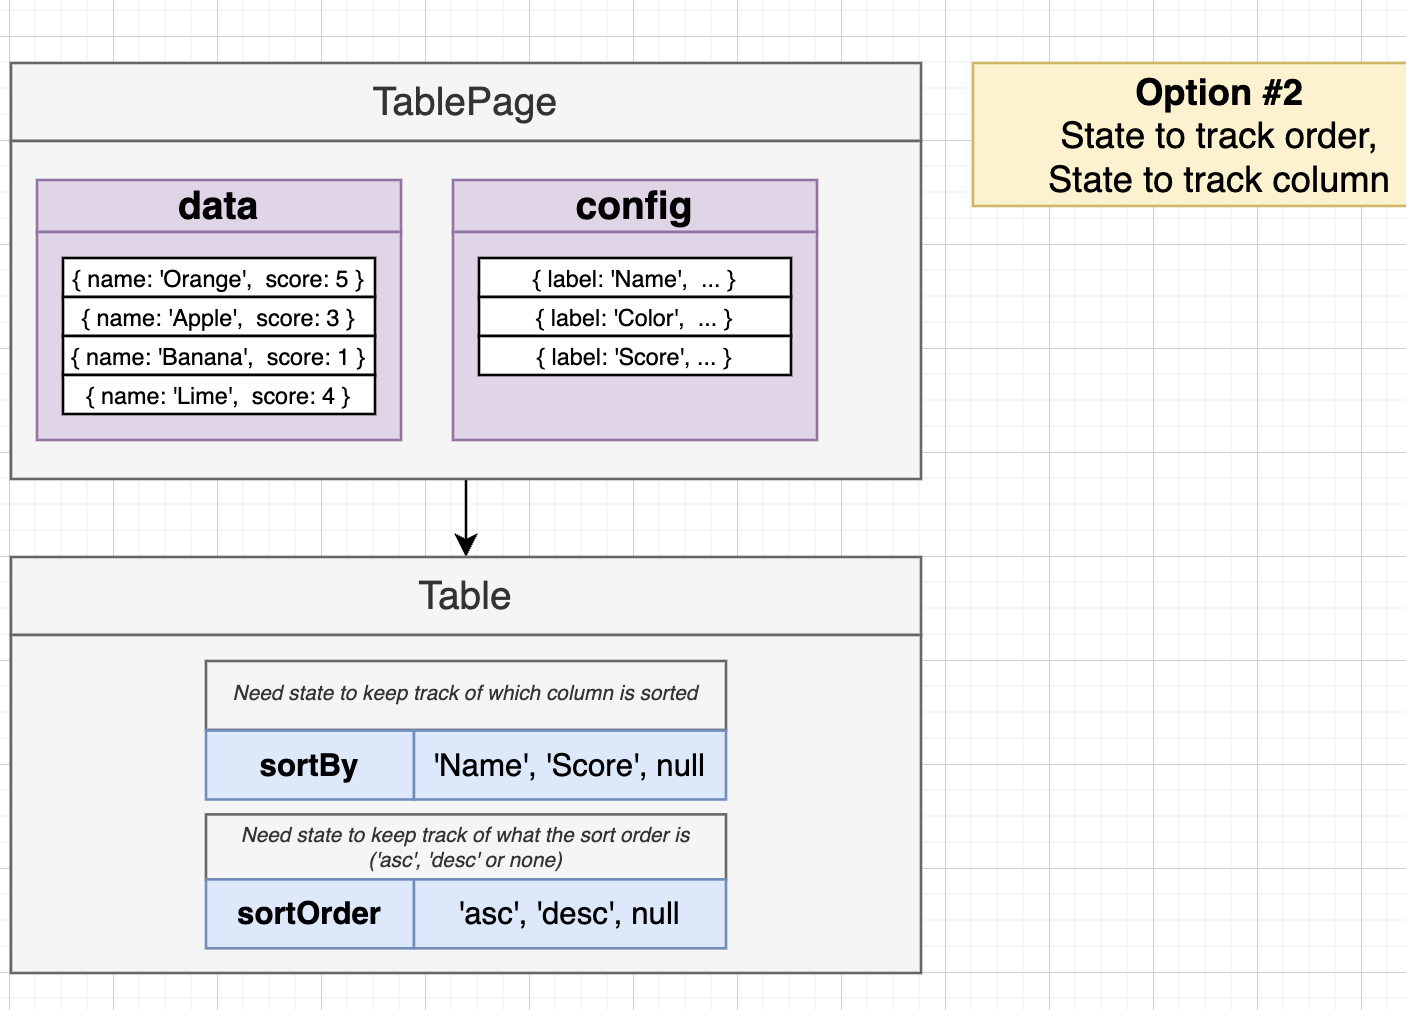 TablePage
data
{ name: 'Orange', score: 5 }
{ name: 'Apple', score: 3 }
{ name: 'Banana', score: 1 }
{ name: 'Lime', score: 4 }
config
{ label: 'Name', ... }
{ label: 'Color', ... }
{ label: 'Score', ... }
Option #2
State to track order,
State to track column
Table
Need state to keep track of which column is sorted
sortBy
'Name', 'Score', null
Need state to keep track of what the sort order is
('asc', 'desc' or none)
sortOrder
'asc', 'desc', null